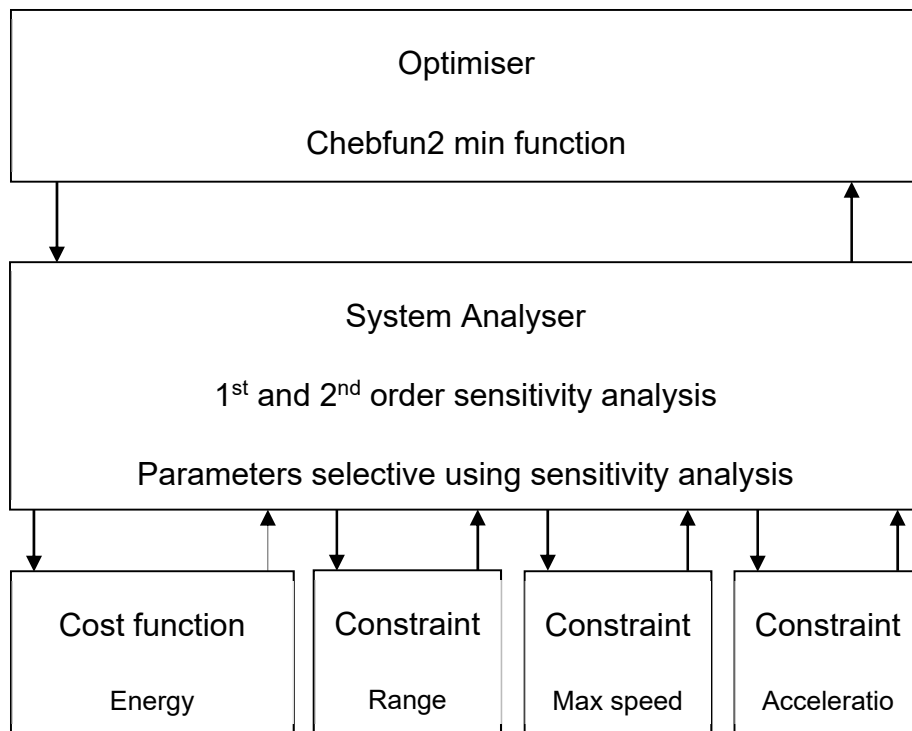 Optimiser
Chebfun2 min function
System Analyser
1st and 2nd order sensitivity analysis
Parameters selective using sensitivity analysis
Cost function Constraint Constraint Constraint
Energy Range Max speed Acceleratio